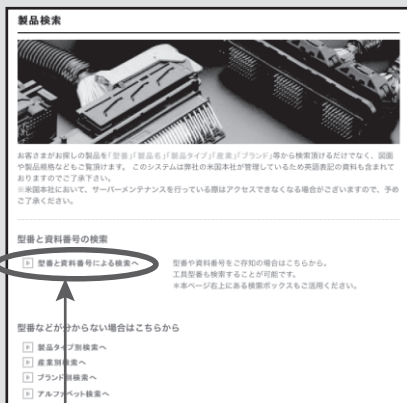 製品検索
お客さまがお探しの製品を「型番」「製品名」「製品タイプ」「産業」「ブランド」等から検索頂けるだけでなく、図面
や製品規格などもご覧頂けます。 このシステムは弊社の米国本社が管理しているため英語表記の資料も含まれて
おりますのでご了承下さい。
※米国本社において、サーバーメンテナンスを行っている際はアクセスできなくなる場合がございますので、予め
ご了承ください。
型番と資料番号の検索
型番と資料番号による検索へ
型番や資料番号をご存知の場合はこちらから。
工具型番も検索することが可能です。
*本ページ右上にある検索ボックスもご活用ください。
型番などが分からない場合はこちらから
製品タイプ別検索へ
産業別検索へ
ブランド別検索へ
アルファベット検索へ